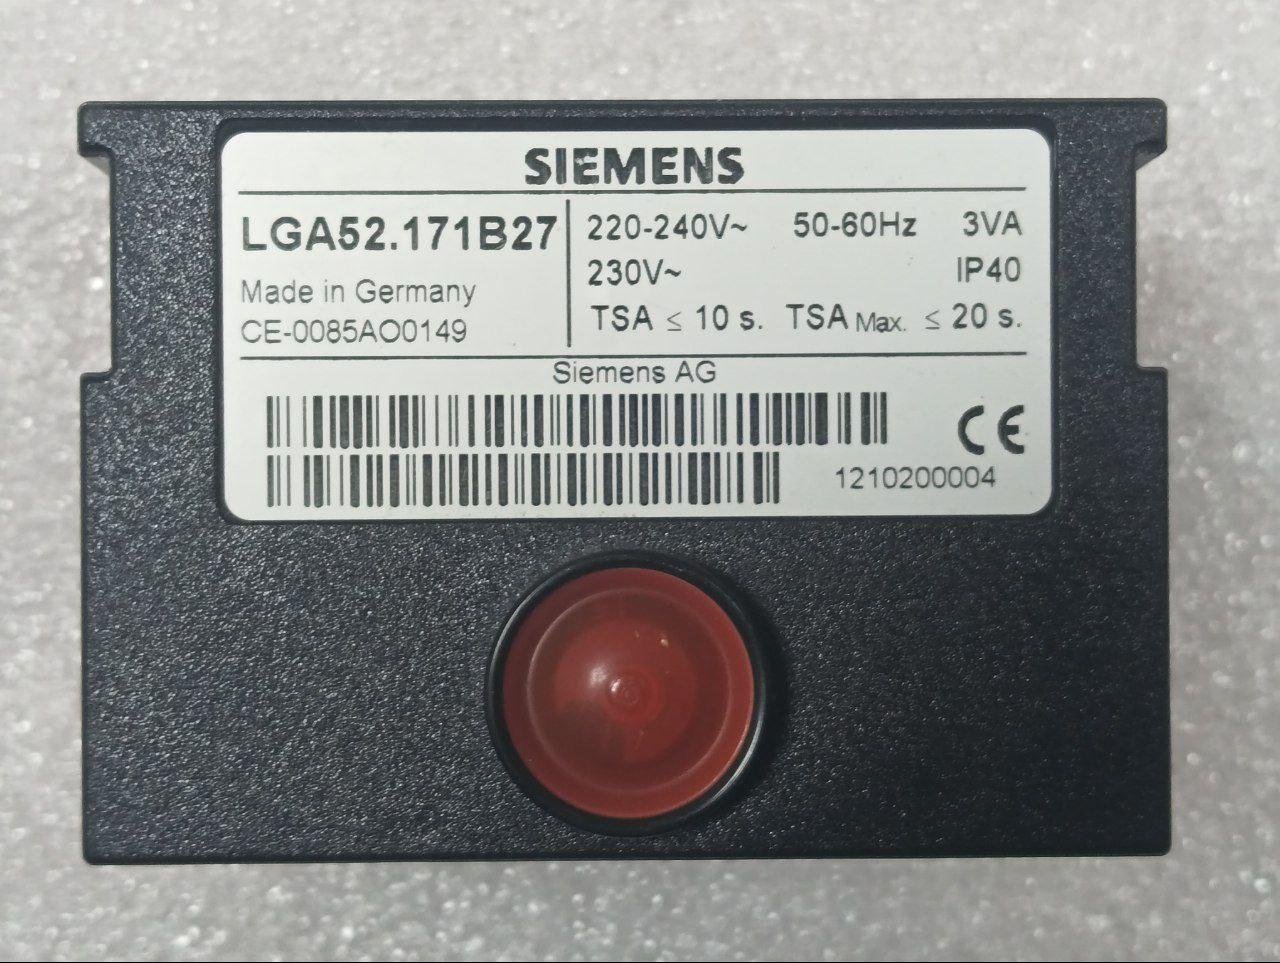 SIEMENS
LGA52.171B27
Made in Germany
CE-0085AO0149
220-240V~ 50-60Hz 3VA
230V~ IP40
TSA ≤ 10 s. TSA Max. ≤ 20 s.
Siemens AG
CE
1210200004